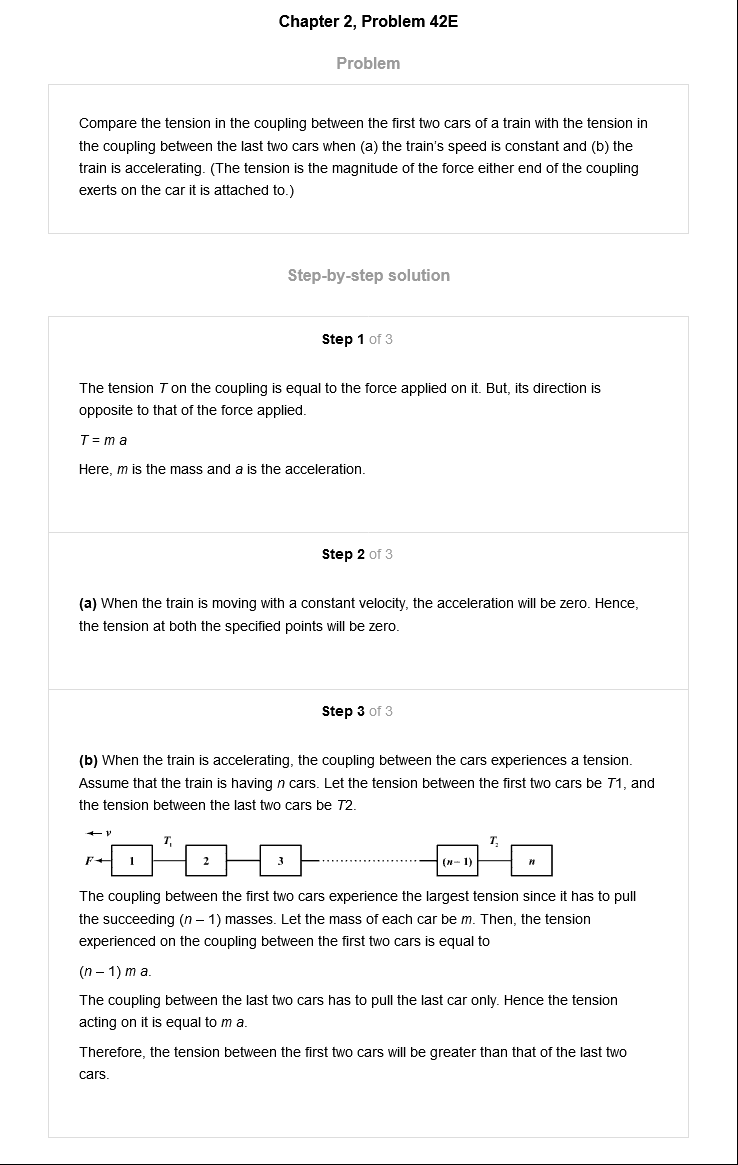 Chapter 2, Problem 42E
Problem
Compare the tension in the coupling between the first two cars of a train with the tension in
the coupling between the last two cars when (a) the train's speed is constant and (b) the
train is accelerating. (The tension is the magnitude of the force either end of the coupling
exerts on the car it is attached to.)
Step-by-step solution
Step 1 of 3
The tension T on the coupling is equal to the force applied on it. But, its direction is
opposite to that of the force applied.
T = m a
Here, m is the mass and a is the acceleration.
Step 2 of 3
(a) When the train is moving with a constant velocity, the acceleration will be zero. Hence,
the tension at both the specified points will be zero.
Step 3 of 3
(b) When the train is accelerating, the coupling between the cars experiences a tension.
Assume that the train is having n cars. Let the tension between the first two cars be T1, and
the tension between the last two cars be T2.
v
T₁ T₂
F 1 2 3 (n– 1) n
The coupling between the first two cars experience the largest tension since it has to pull
the succeeding (n – 1) masses. Let the mass of each car be m. Then, the tension
experienced on the coupling between the first two cars is equal to
(n – 1) m a.
The coupling between the last two cars has to pull the last car only. Hence the tension
acting on it is equal to m a.
Therefore, the tension between the first two cars will be greater than that of the last two
cars.